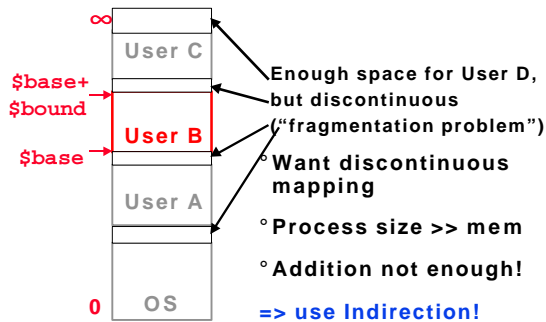 ∞
User C
$base+
$bound
User B
$base
User A
0
OS
Enough space for User D,
but discontinuous
(“fragmentation problem”)
° Want discontinuous
mapping
° Process size >> mem
° Addition not enough!
=> use Indirection!